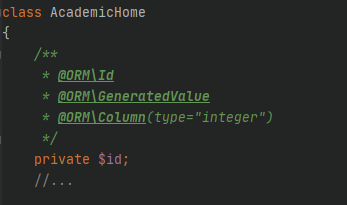 class AcademicHome
{
/**
* @ORM\Id
* @ORM\GeneratedValue
* @ORM\Column(type="integer")
*/
private $id;
//...